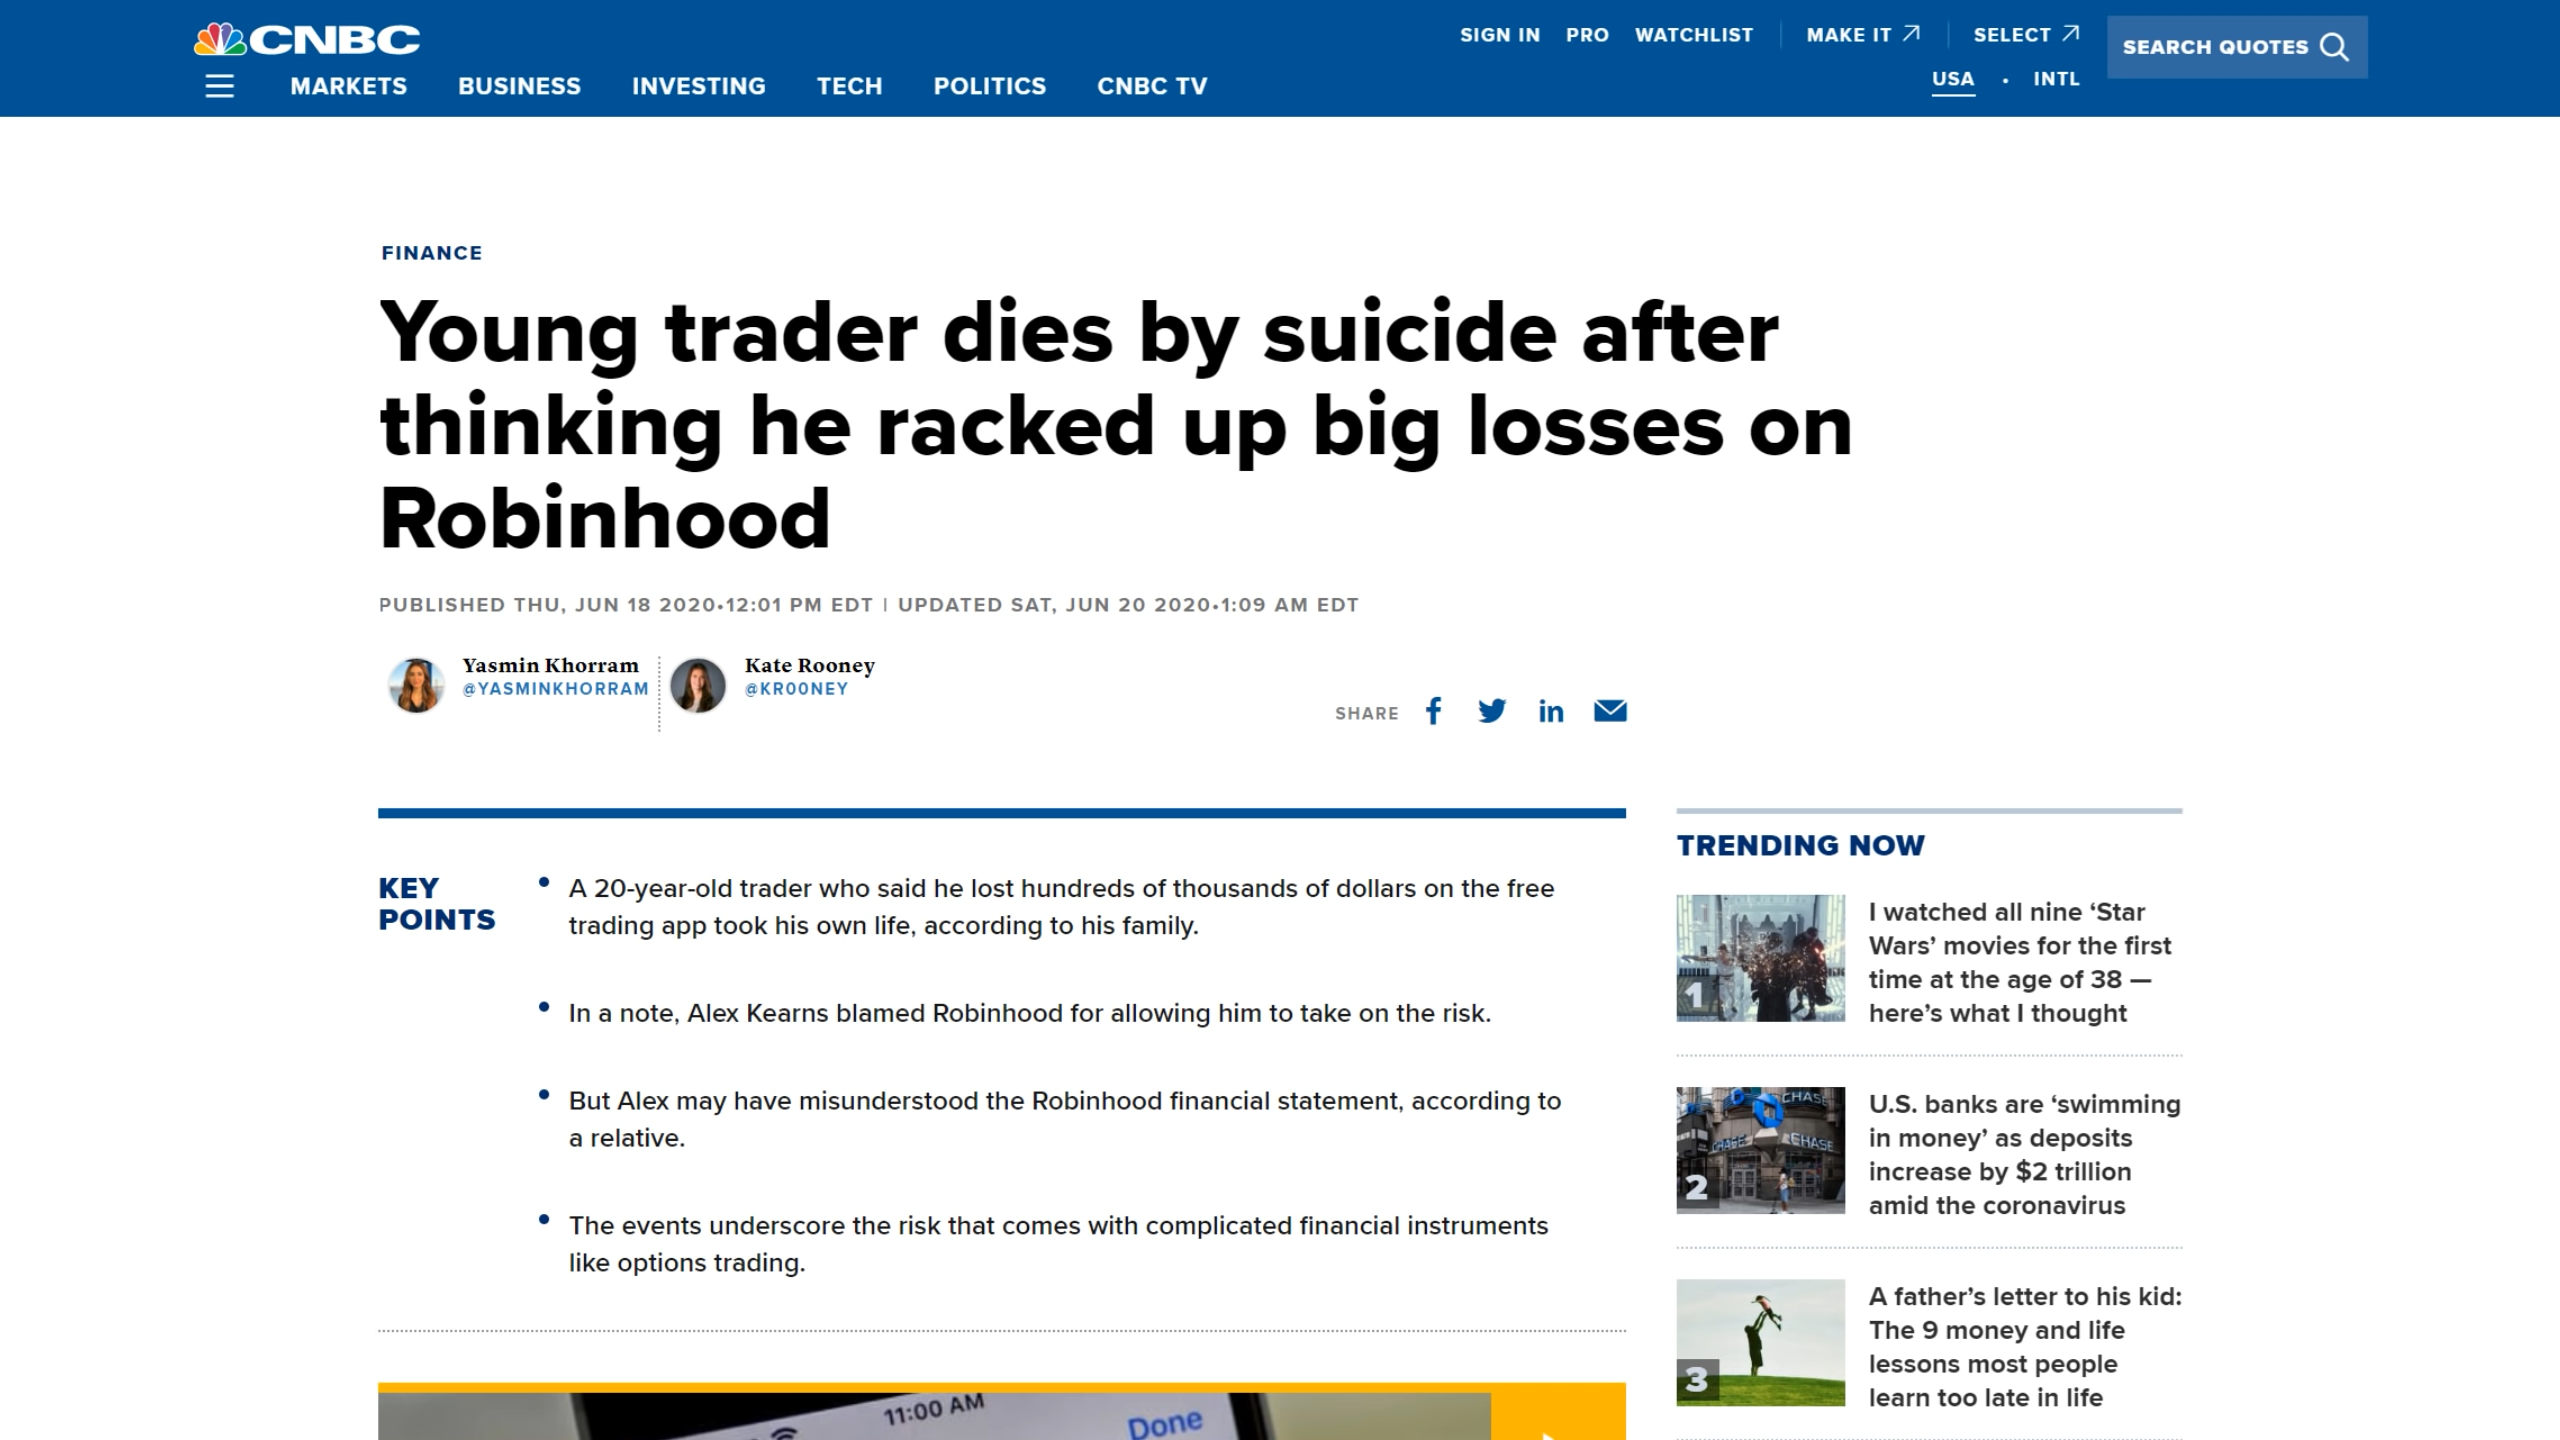 CNBC
SIGN IN PRO WATCHLIST MAKE IT SELECT
SEARCH QUOTES
USA • INTL
MARKETS BUSINESS INVESTING TECH POLITICS CNBC TV
FINANCE
Young trader dies by suicide after
thinking he racked up big losses on
Robinhood
PUBLISHED THU, JUN 18 2020•12:01 PM EDT | UPDATED SAT, JUN 20 2020•1:09 AM EDT
Yasmin Khorram
@YASMINKHORRAM
Kate Rooney
@KR00NEY
SHARE
KEY
POINTS
• A 20-year-old trader who said he lost hundreds of thousands of dollars on the free
trading app took his own life, according to his family.
• In a note, Alex Kearns blamed Robinhood for allowing him to take on the risk.
• But Alex may have misunderstood the Robinhood financial statement, according to
a relative.
• The events underscore the risk that comes with complicated financial instruments
like options trading.
11:00 AM
Done
TRENDING NOW
1
I watched all nine ‘Star
Wars’ movies for the first
time at the age of 38 —
here’s what I thought
CHASE
CHASE
CHASE
2
U.S. banks are ‘swimming
in money’ as deposits
increase by $2 trillion
amid the coronavirus
3
A father’s letter to his kid:
The 9 money and life
lessons most people
learn too late in life